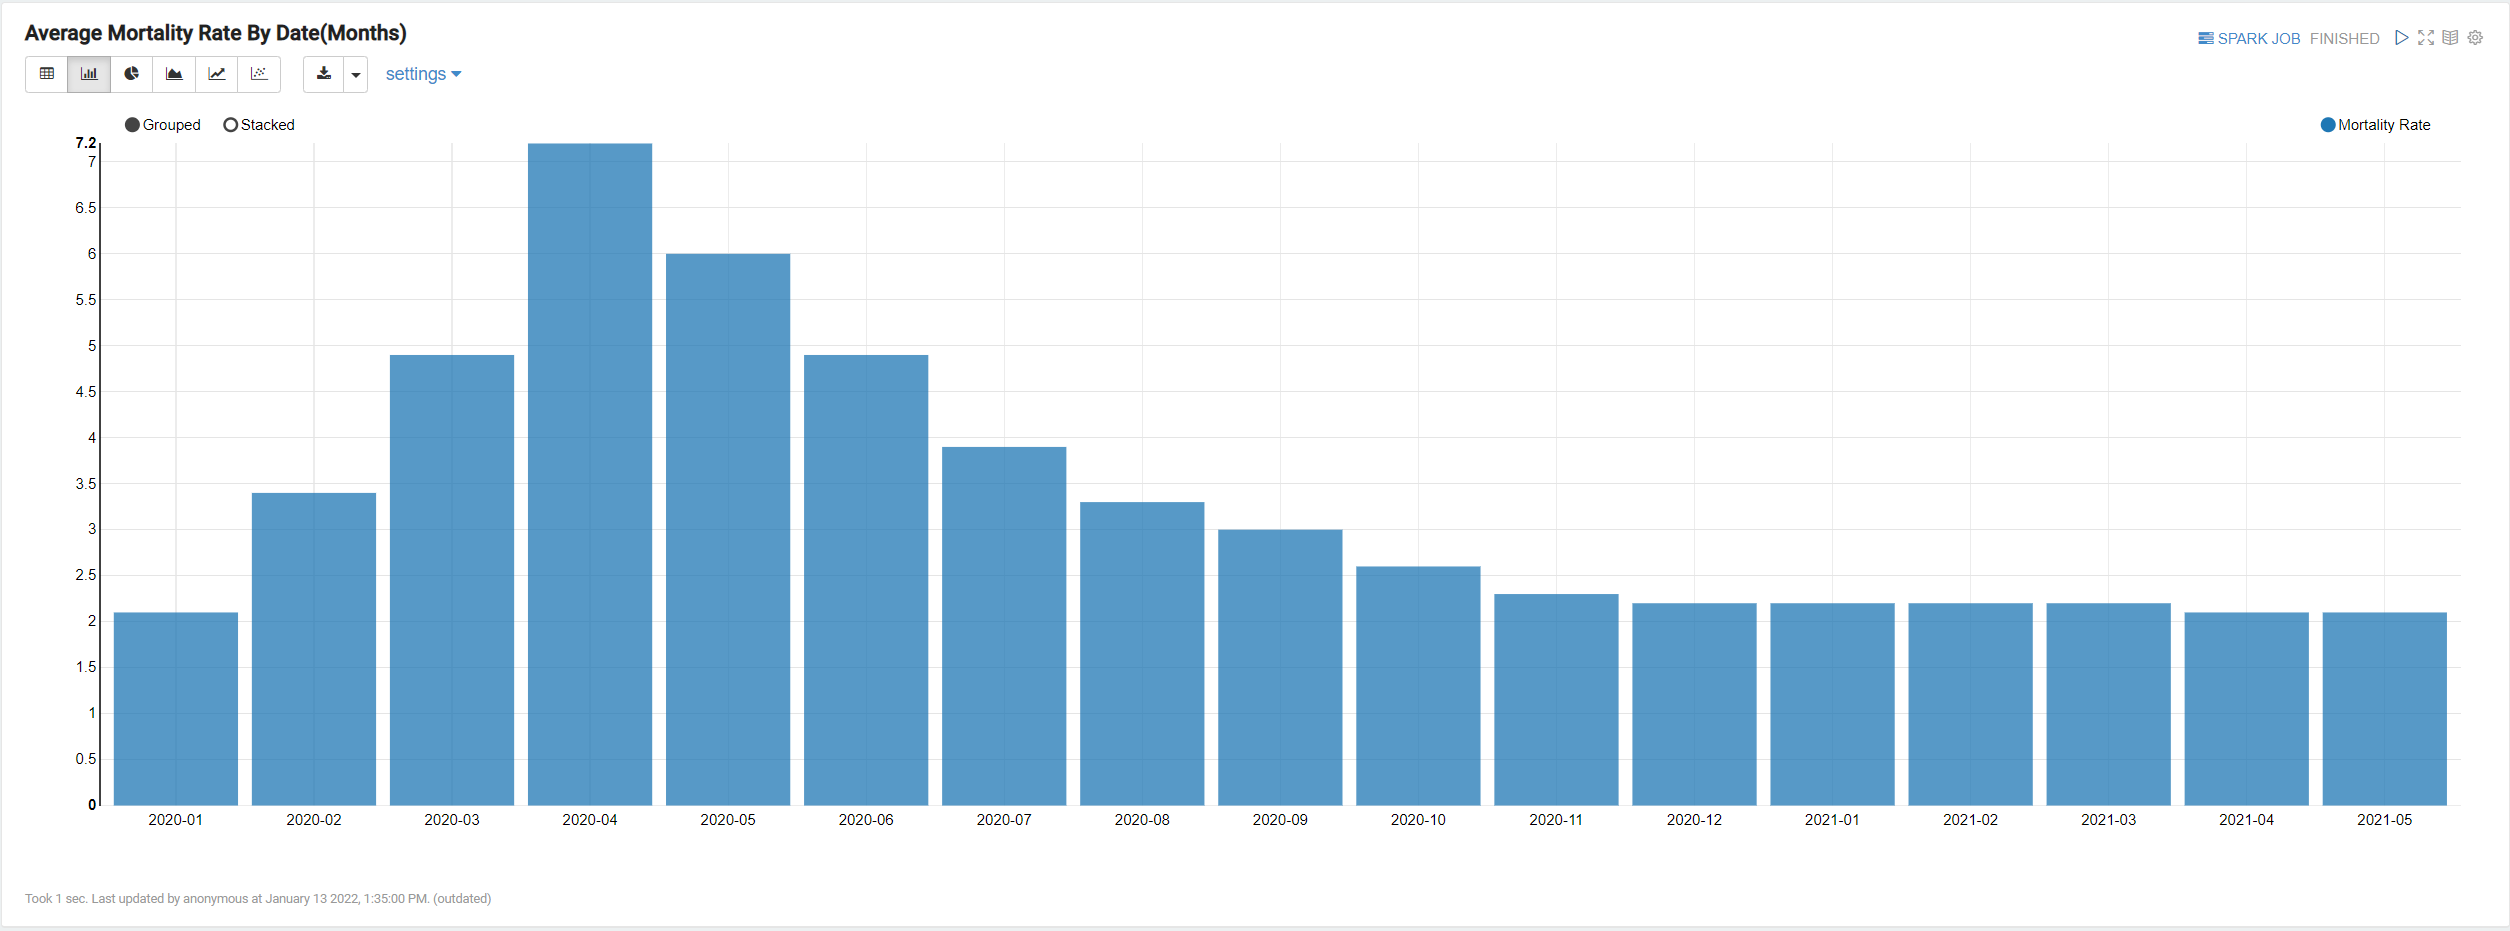 Average Mortality Rate By Date(Months)
SPARK JOB FINISHED
settings
Grouped Stacked
Mortality Rate
7.2
7
6.5
6
5.5
5
4.5
4
3.5
3
2.5
2
1.5
1
0.5
0
2020-01 2020-02 2020-03 2020-04 2020-05 2020-06 2020-07 2020-08 2020-09 2020-10 2020-11 2020-12 2021-01 2021-02 2021-03 2021-04 2021-05
Took 1 sec. Last updated by anonymous at January 13 2022, 1:35:00 PM. (outdated)